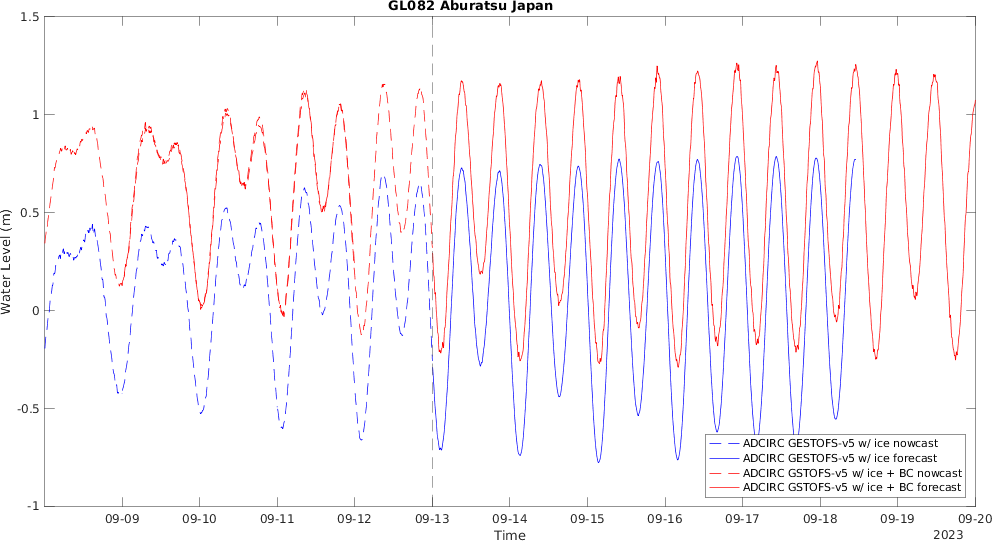 GL082 Aburatsu Japan
1.5
1
0.5
0
-0.5
-1
Water Level (m)
ADCIRC GESTOFS-v5 w/ ice nowcast
ADCIRC GESTOFS-v5 w/ ice forecast
ADCIRC GSTOFS-v5 w/ ice + BC nowcast
ADCIRC GSTOFS-v5 w/ ice + BC forecast
09-09 09-10 09-11 09-12 09-13 09-14 09-15 09-16 09-17 09-18 09-19 09-20
Time
2023